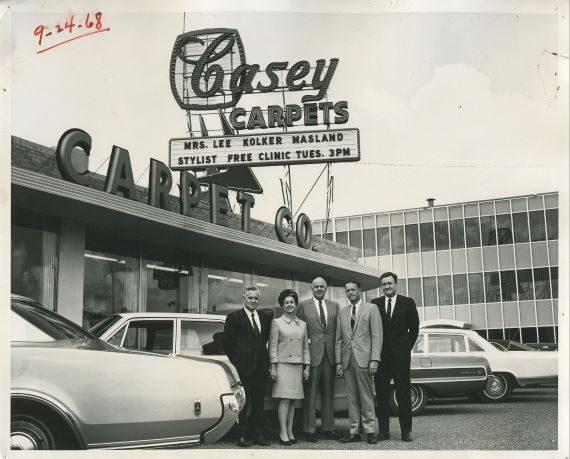 9-24-68
Casey
CARPETS
MRS. LEE KOLKER MASLAND
STYLIST FREE CLINIC TUES. 3PM
CARPET CO.